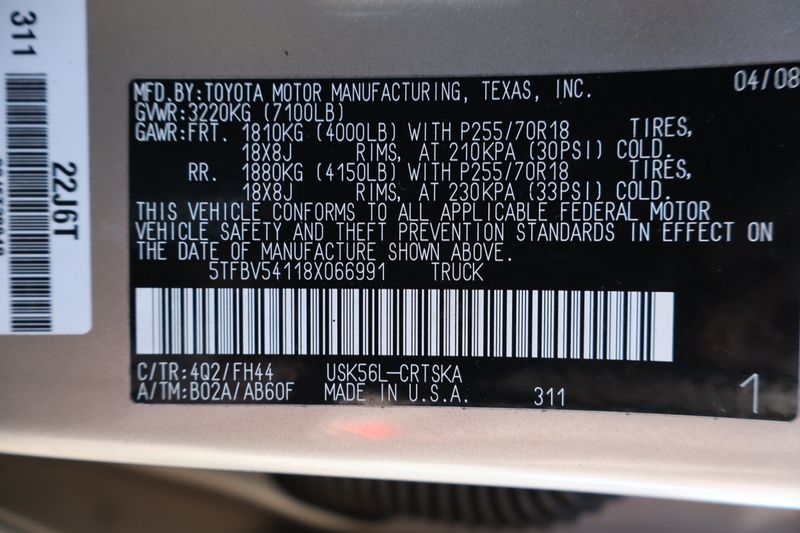 311
22J6T
MFD.BY:TOYOTA MOTOR MANUFACTURING, TEXAS, INC. 04/08
GVWR:3220KG (7100LB)
GAWR:FRT. 1810KG (4000LB) WITH P255/70R18 TIRES,
18X8J RIMS, AT 210KPA (30PSI) COLD.
RR. 1880KG (4150LB) WITH P255/70R18 TIRES,
18X8J RIMS, AT 230KPA (33PSI) COLD.
THIS VEHICLE CONFORMS TO ALL APPLICABLE FEDERAL MOTOR
VEHICLE SAFETY AND THEFT PREVENTION STANDARDS IN EFFECT ON
THE DATE OF MANUFACTURE SHOWN ABOVE.
5TFBV54118X066991 TRUCK
C/TR:4Q2/FH44 USK56L-CRTSKA
A/TM:B02A/AB60F MADE IN U.S.A. 311 1